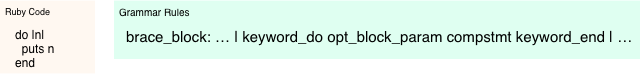 Ruby Code
Grammar Rules
do |n|
puts n
end
brace_block: … | keyword_do opt_block_param compstmt keyword_end | …